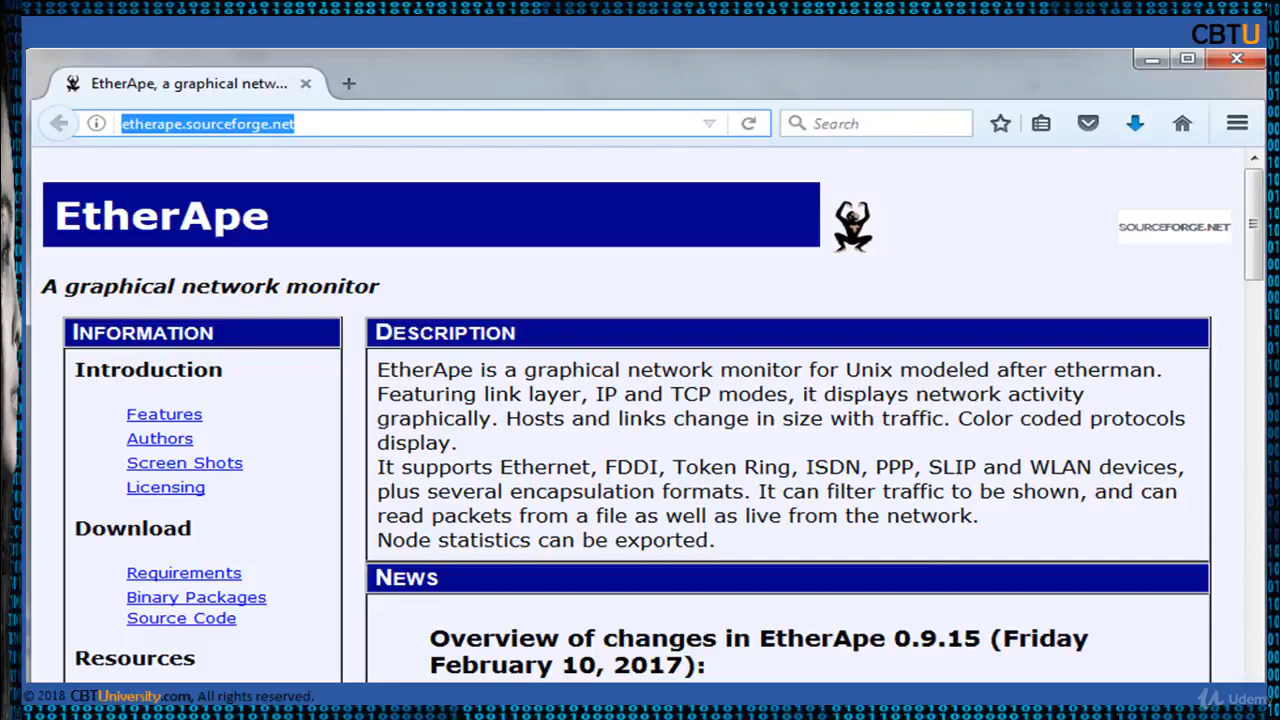 CBTU
EtherApe, a graphical netw...
etherape.sourceforge.net
Search
EtherApe
SOURCEFORGE.NET
A graphical network monitor
INFORMATION
Introduction
Features
Authors
Screen Shots
Licensing
Download
Requirements
Binary Packages
Source Code
Resources
DESCRIPTION
EtherApe is a graphical network monitor for Unix modeled after etherman.
Featuring link layer, IP and TCP modes, it displays network activity
graphically. Hosts and links change in size with traffic. Color coded protocols
display.
It supports Ethernet, FDDI, Token Ring, ISDN, PPP, SLIP and WLAN devices,
plus several encapsulation formats. It can filter traffic to be shown, and can
read packets from a file as well as live from the network.
Node statistics can be exported.
NEWS
Overview of changes in EtherApe 0.9.15 (Friday
February 10, 2017):
© 2018 CBTUniversity.com, All rights reserved.
Udemy